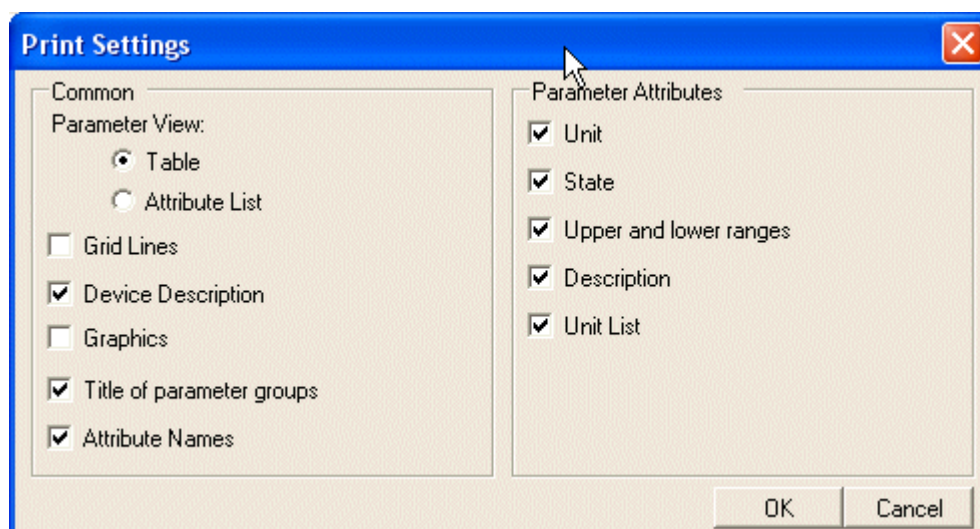 Print Settings
Common
Parameter View:
Table
Attribute List
Grid Lines
Device Description
Graphics
Title of parameter groups
Attribute Names
Parameter Attributes
Unit
State
Upper and lower ranges
Description
Unit List
OK
Cancel